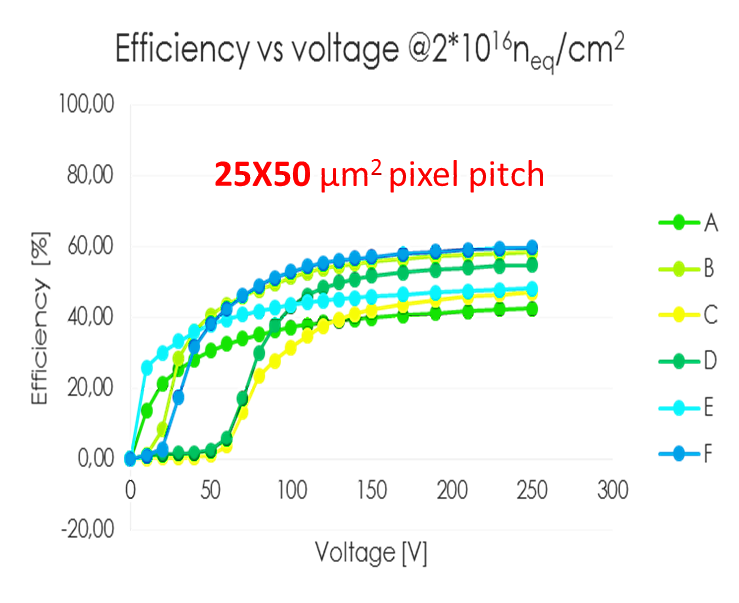 Efficiency vs voltage @2*10¹⁶n_eq/cm²
100,00
80,00
60,00
40,00
20,00
0,00
-20,00
Efficiency [%]
25X50 µm² pixel pitch
A
B
C
D
E
F
0 50 100 150 200 250 300
Voltage [V]